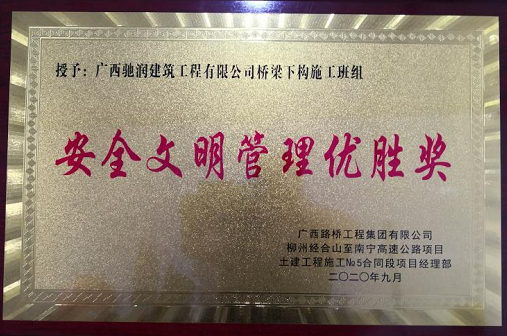 授予：广西驰润建筑工程有限公司桥梁下构施工班组
安全文明管理优胜奖
广西路桥工程集团有限公司
柳州经合山至南宁高速公路项目
土建工程施工№5合同段项目经理部
二〇二〇年九月